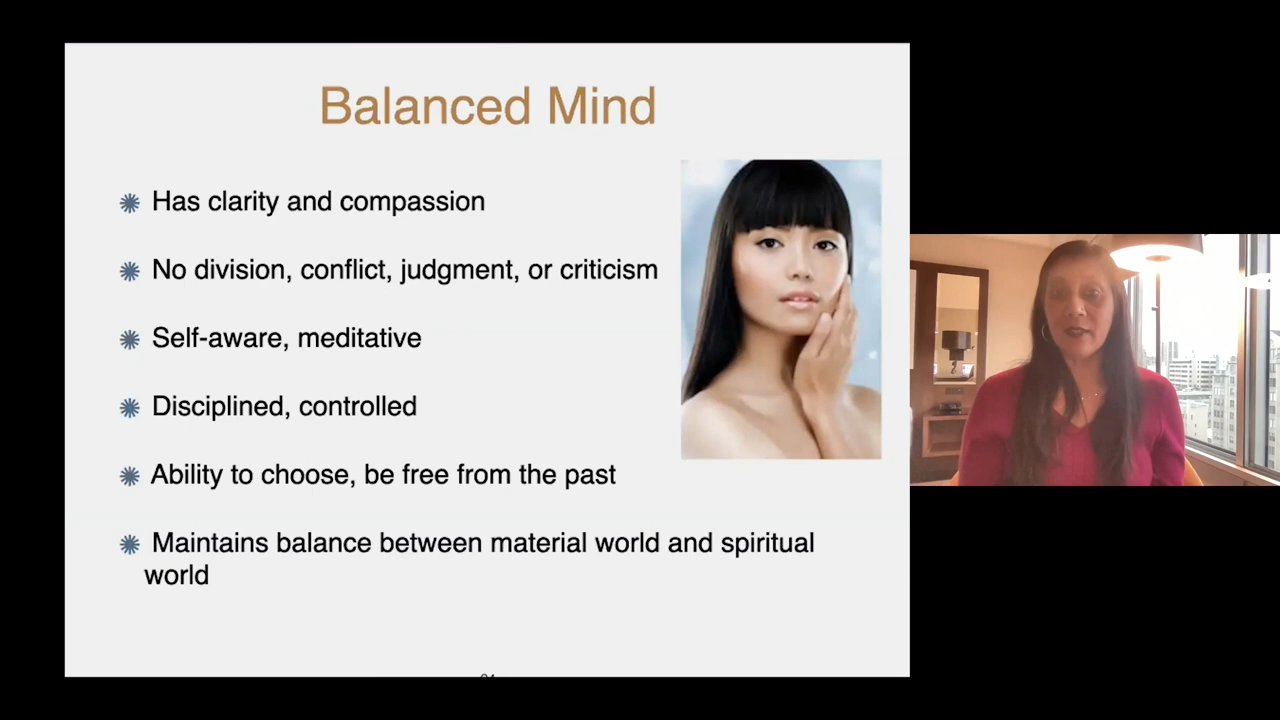 Balanced Mind
Has clarity and compassion
No division, conflict, judgment, or criticism
Self-aware, meditative
Disciplined, controlled
Ability to choose, be free from the past
Maintains balance between material world and spiritual
world